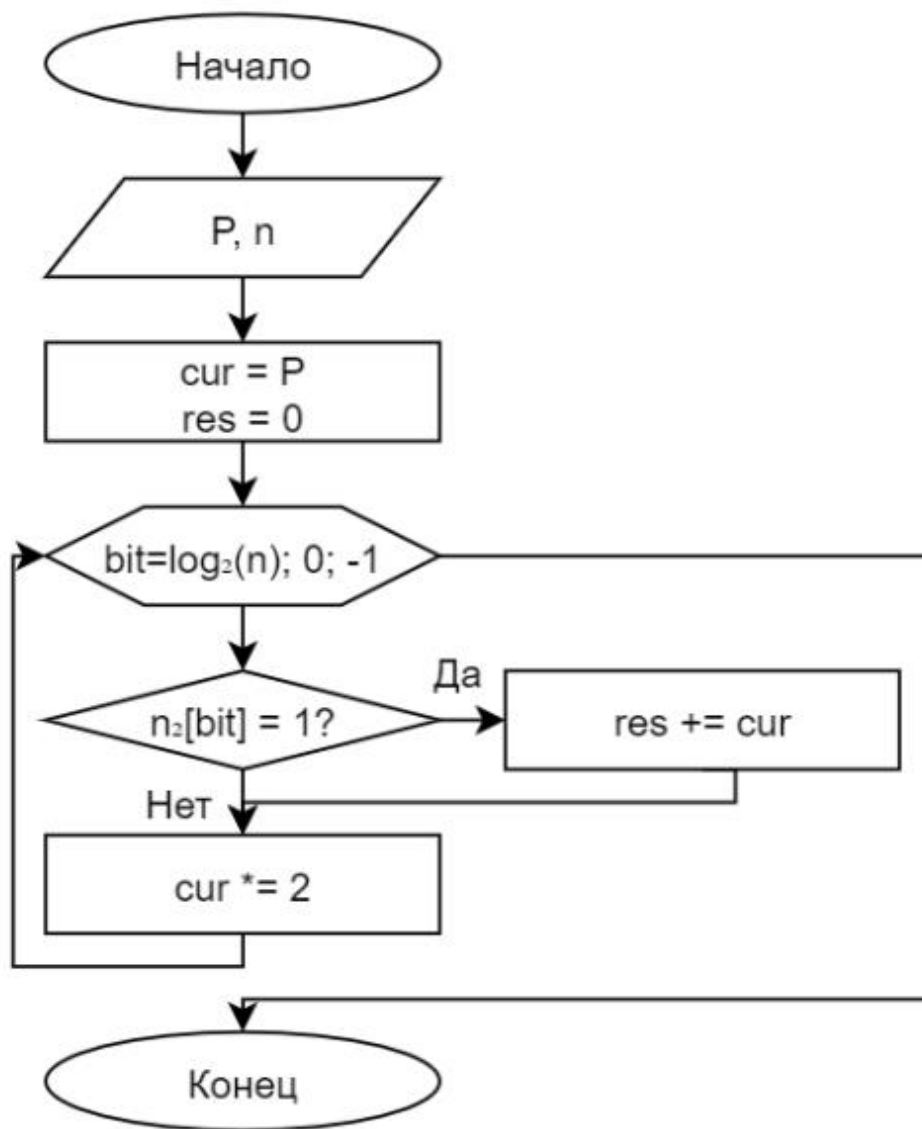 Начало
P, n
cur = P
res = 0
bit=log₂(n); 0; -1
n₂[bit] = 1?
Да
res += cur
Нет
cur *= 2
Конец